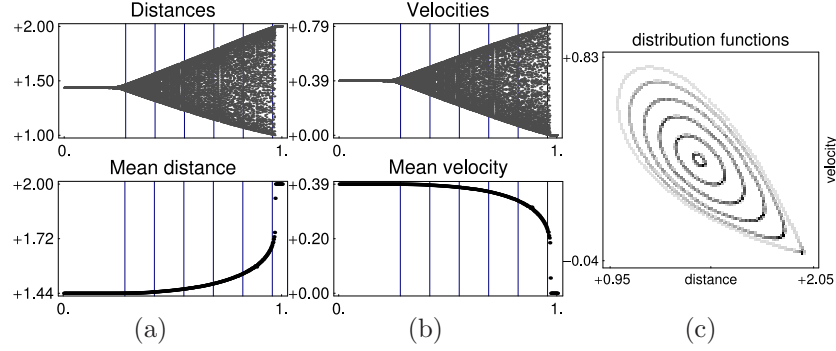 Distances
+2.00
+1.50
+1.00
0.
1.
Mean distance
+2.00
+1.72
+1.44
0.
1.
(a)
Velocities
+0.79
+0.39
+0.00
0.
1.
Mean velocity
+0.39
+0.20
+0.00
0.
1.
(b)
distribution functions
+0.83
-0.04
+0.95
distance
+2.05
velocity
(c)